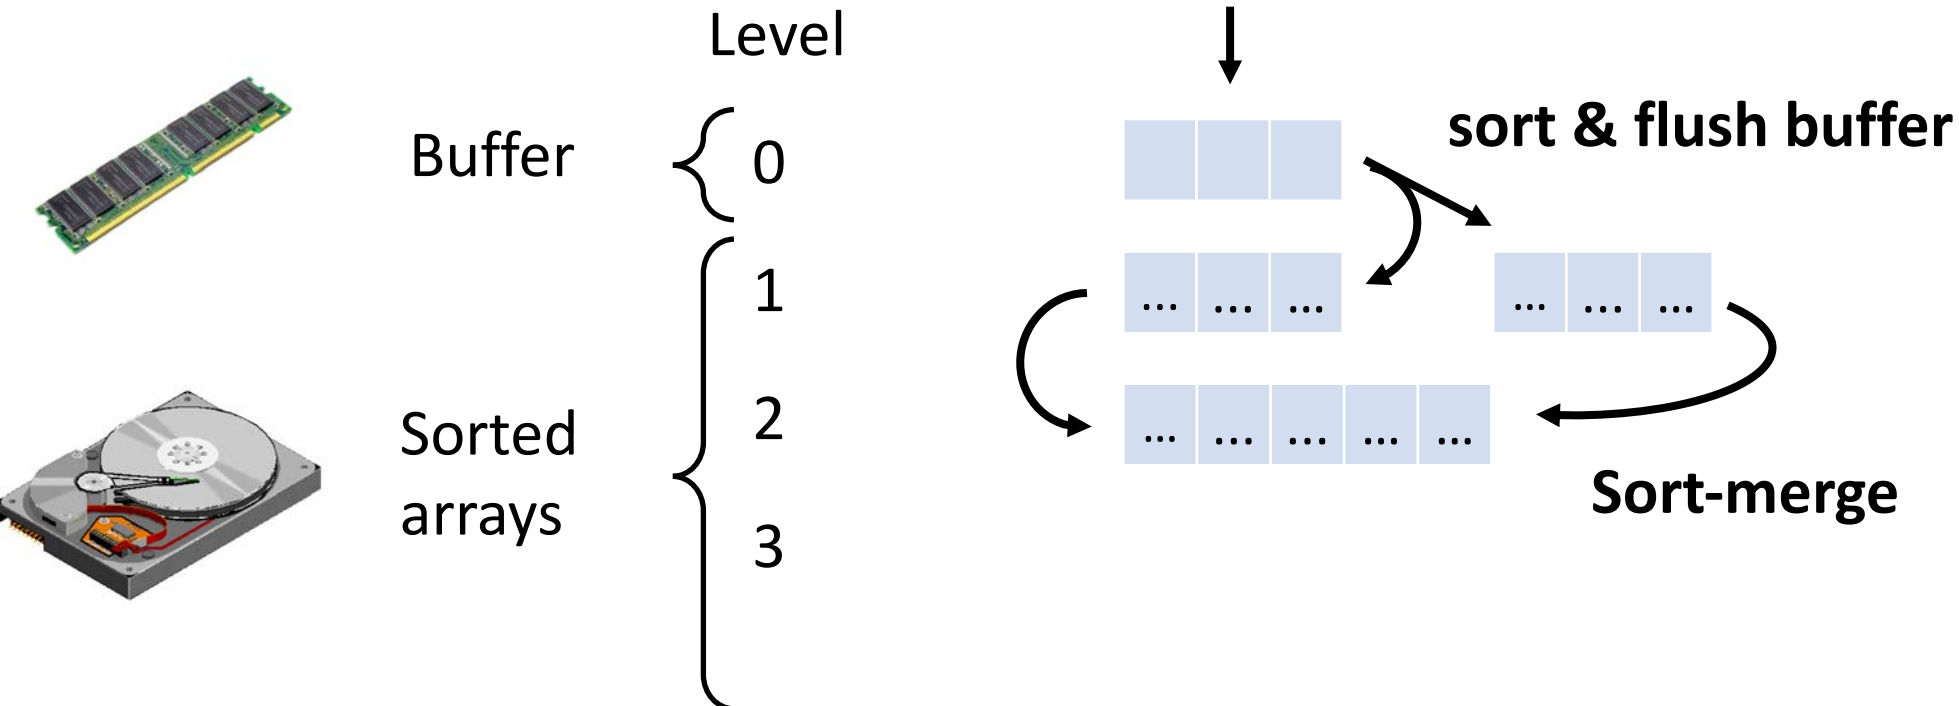 Level
Buffer
0
sort & flush buffer
1
... ... ...
... ... ...
Sorted
arrays
2
... ... ... ... ...
Sort-merge
3